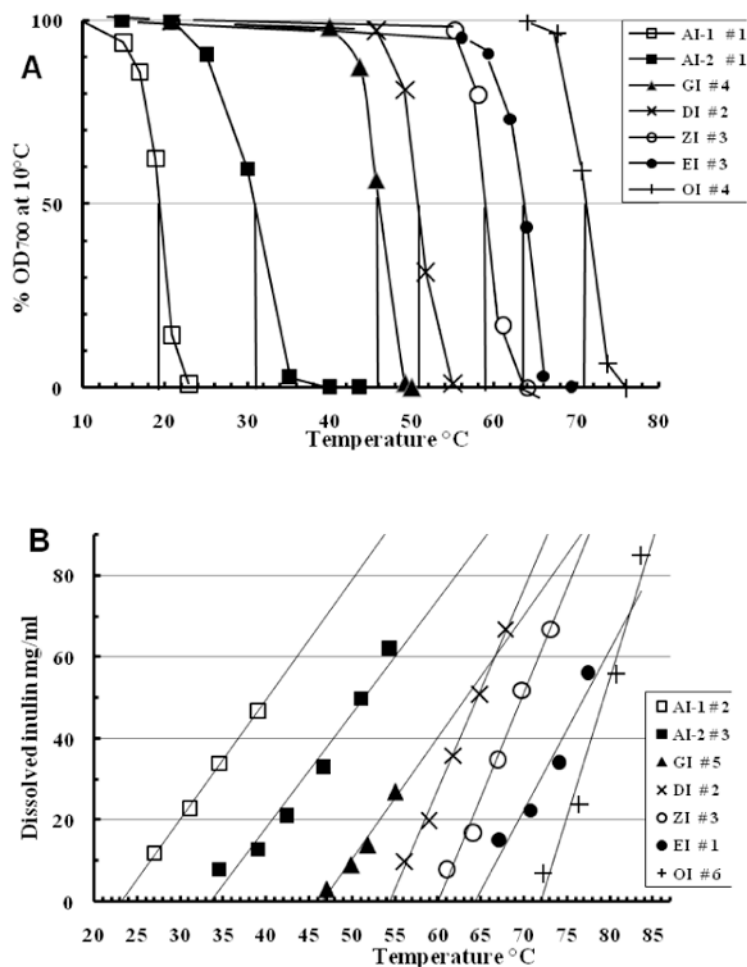 A
% OD700 at 10°C
100
50
0
10 20 30 40 50 60 70 80
Temperature °C
AI-1 #1
AI-2 #1
GI #4
DI #2
ZI #3
EI #3
OI #4
B
Dissolved inulin mg/ml
80
60
40
20
0
20 25 30 35 40 45 50 55 60 65 70 75 80 85
Temperature °C
AI-1 #2
AI-2 #3
GI #5
DI #2
ZI #3
EI #1
OI #6